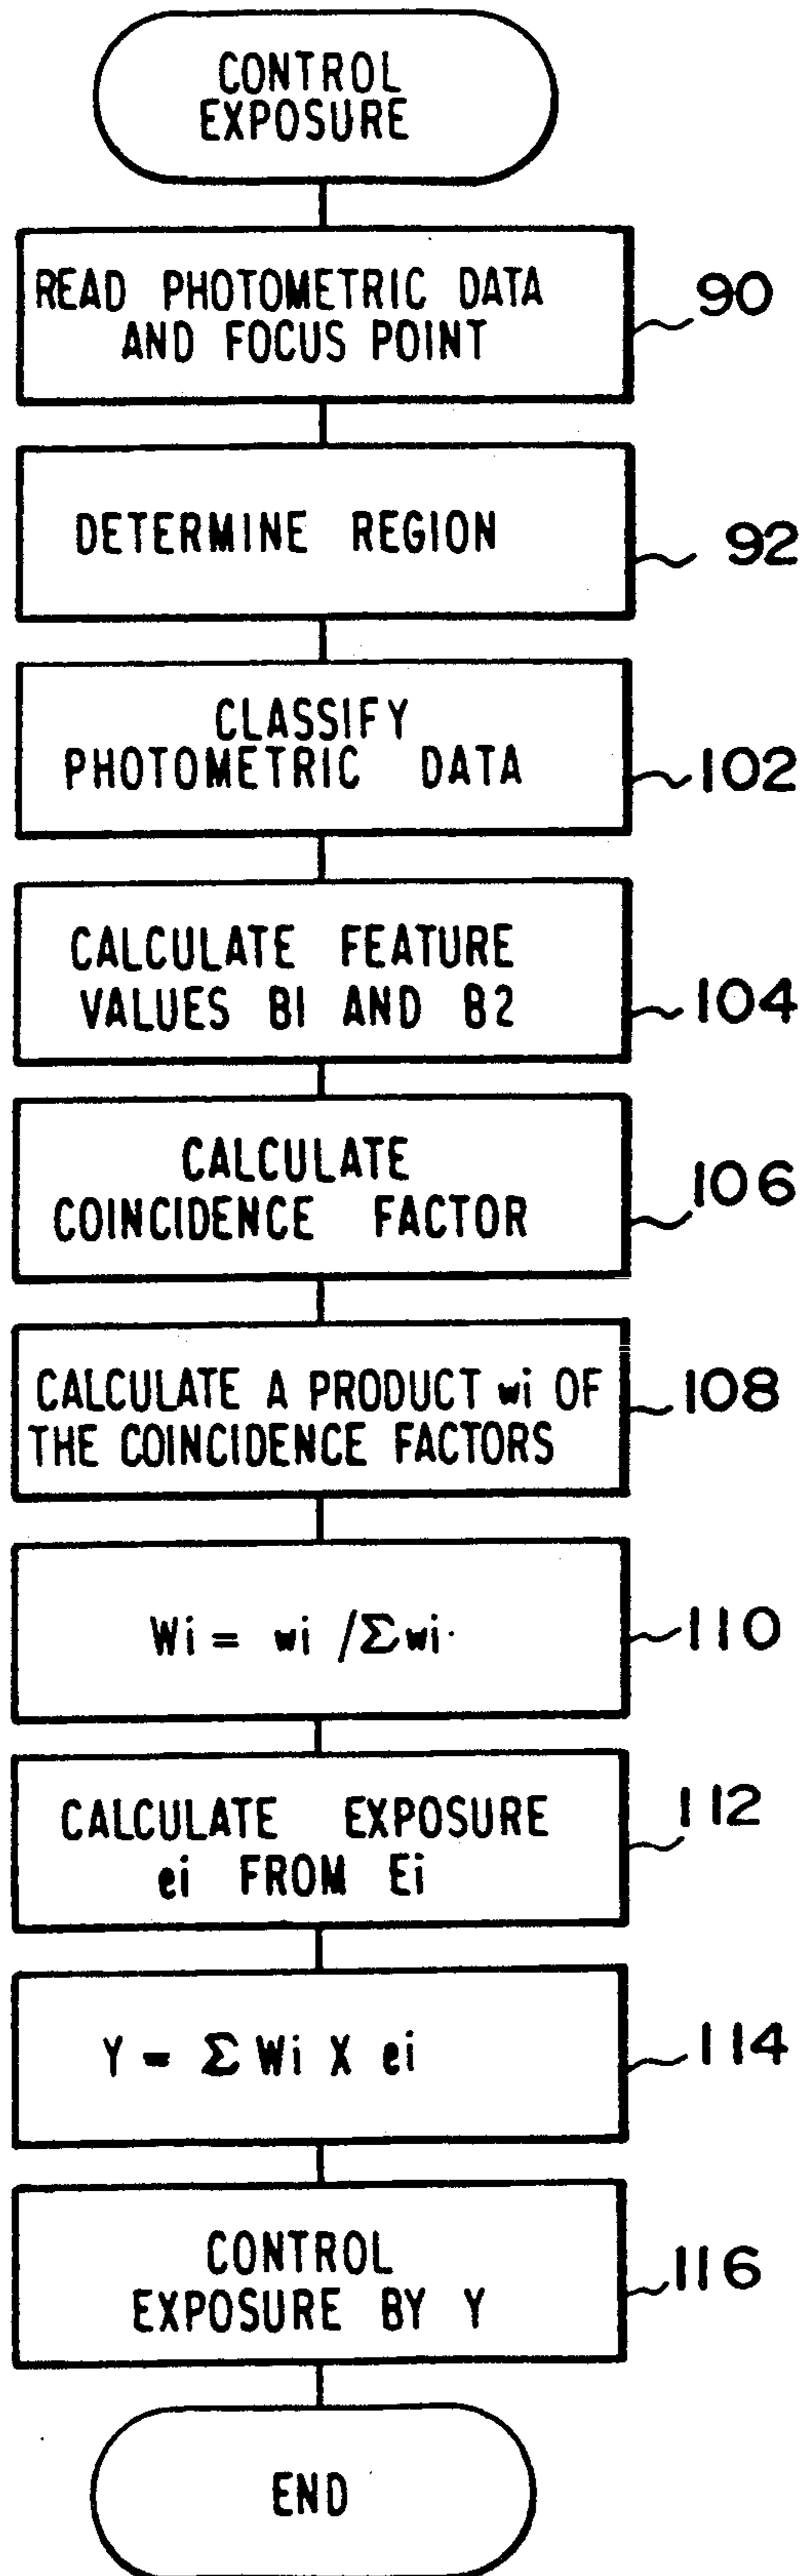 CONTROL
EXPOSURE
READ PHOTOMETRIC DATA
AND FOCUS POINT
90
DETERMINE REGION
92
CLASSIFY
PHOTOMETRIC DATA
102
CALCULATE FEATURE
VALUES B1 AND B2
104
CALCULATE
COINCIDENCE FACTOR
106
CALCULATE A PRODUCT wi OF
THE COINCIDENCE FACTORS
108
Wi = wi /Σwi
110
CALCULATE EXPOSURE
ei FROM Ei
112
Y = Σ Wi X ei
114
CONTROL
EXPOSURE BY Y
116
END